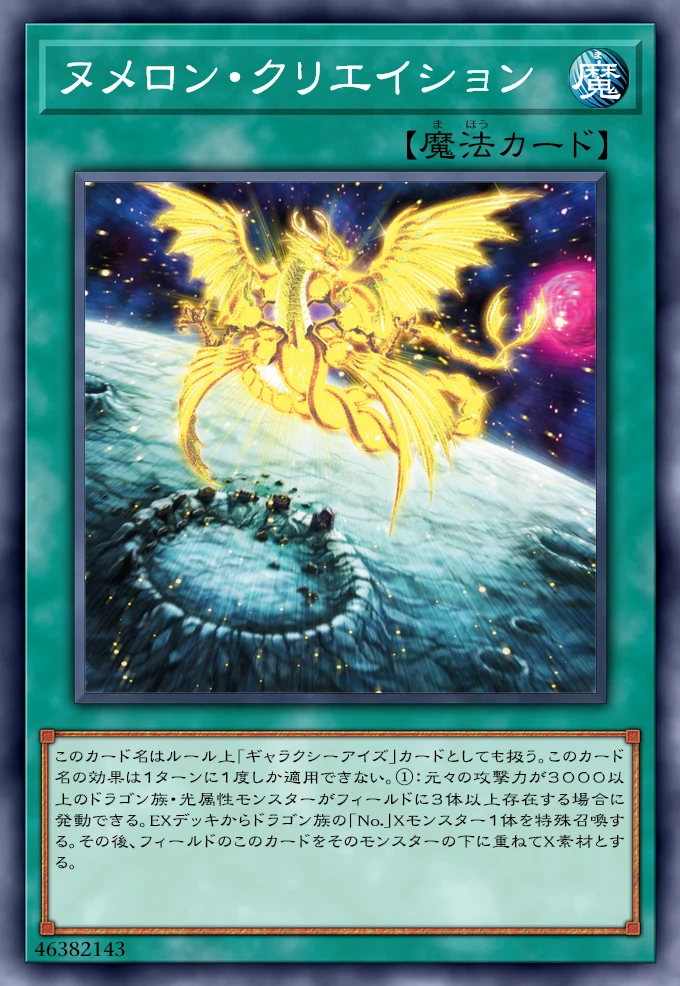 ヌメロン・クリエイション
魔
ま
ま ほう
【魔法カード】
このカード名はルール上「ギャラクシーアイズ」カードとしても扱う。このカード
名の効果は1ターンに1度しか適用できない。①：元々の攻撃力が3000以
上のドラゴン族・光属性モンスターがフィールドに3体以上存在する場合に
発動できる。EXデッキからドラゴン族の「No.」Xモンスター1体を特殊召喚す
る。その後、フィールドのこのカードをそのモンスターの下に重ねてX素材とす
る。
46382143